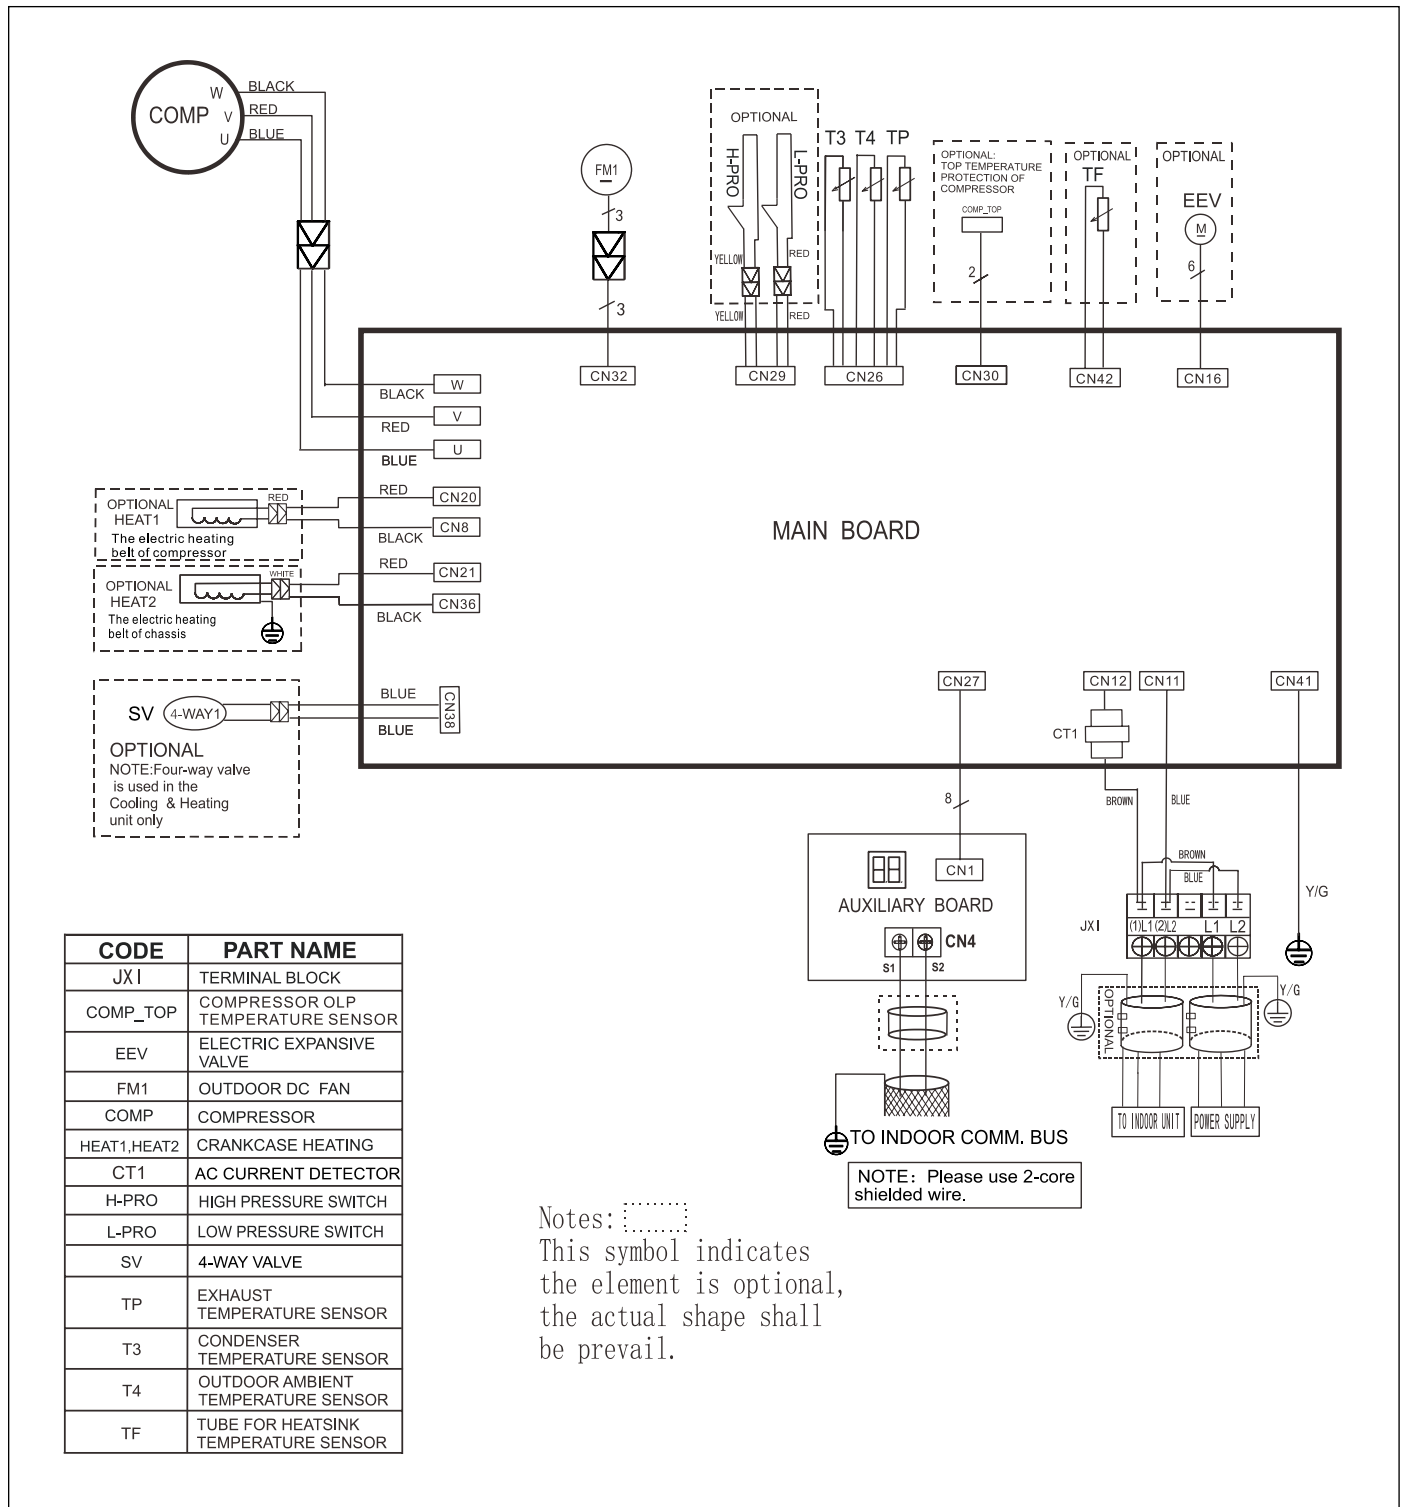 COMP
W
V
U
BLACK
RED
BLUE
FM1
3
3
OPTIONAL
H-PRO
L-PRO
YELLOW
RED
YELLOW
RED
T3 T4 TP
OPTIONAL:
TOP TEMPERATURE
PROTECTION OF
COMPRESSOR
COMP_TOP
2
OPTIONAL
TF
OPTIONAL
EEV
M
6
CN32
CN29
CN26
CN30
CN42
CN16
BLACK
W
RED
V
BLUE
U
OPTIONAL
HEAT1
RED
The electric heating
belt of compressor
RED
CN20
BLACK
CN8
OPTIONAL
HEAT2
WHITE
The electric heating
belt of chassis
RED
CN21
BLACK
CN36
MAIN BOARD
SV
4-WAY1
OPTIONAL
NOTE:Four-way valve
is used in the
Cooling & Heating
unit only
BLUE
BLUE
CN38
CN27
CN12
CN11
CN41
CT1
8
BROWN
BLUE
CN1
AUXILIARY BOARD
CN4
S1
S2
BROWN
BLUE
Y/G
JX1
(1)L1 (2)L2 L1 L2
Y/G
OPTIONAL
Y/G
TO INDOOR UNIT
POWER SUPPLY
TO INDOOR COMM. BUS
NOTE: Please use 2-core
shielded wire.
CODE PART NAME
JX1 TERMINAL BLOCK
COMP_TOP COMPRESSOR OLP
TEMPERATURE SENSOR
EEV ELECTRIC EXPANSIVE
VALVE
FM1 OUTDOOR DC FAN
COMP COMPRESSOR
HEAT1,HEAT2 CRANKCASE HEATING
CT1 AC CURRENT DETECTOR
H-PRO HIGH PRESSURE SWITCH
L-PRO LOW PRESSURE SWITCH
SV 4-WAY VALVE
TP EXHAUST
TEMPERATURE SENSOR
T3 CONDENSER
TEMPERATURE SENSOR
T4 OUTDOOR AMBIENT
TEMPERATURE SENSOR
TF TUBE FOR HEATSINK
TEMPERATURE SENSOR
Notes:
This symbol indicates
the element is optional,
the actual shape shall
be prevail.